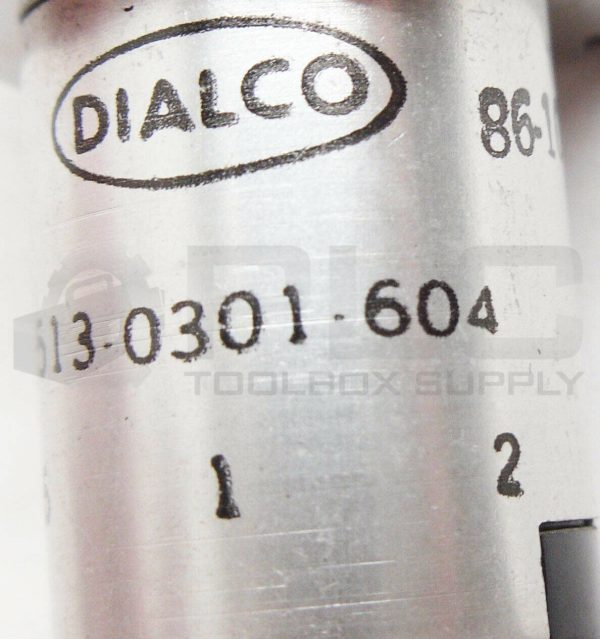 DIALCO
86-1
513-0301-604
PLC
TOOLBOX SUPPLY
1 2